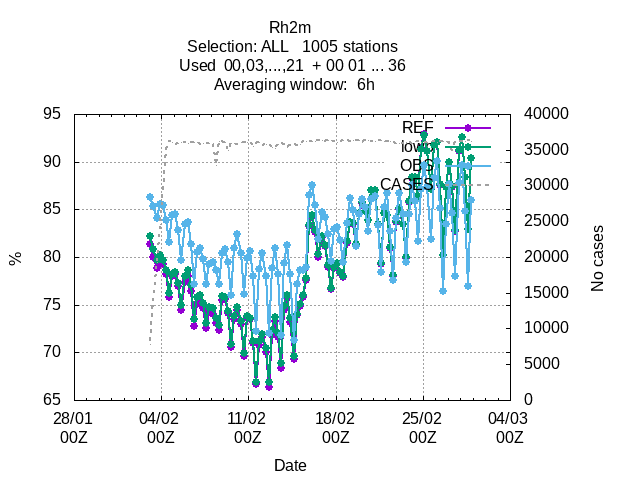 Rh2m
Selection: ALL 1005 stations
Used 00,03,...,21 + 00 01 ... 36
Averaging window: 6h
95
90
85
80
75
70
65
40000
35000
30000
25000
20000
15000
10000
5000
0
REF
OBS
CASES
%
No cases
28/01 04/02 11/02 18/02 25/02 04/03
00Z 00Z 00Z 00Z 00Z 00Z
Date